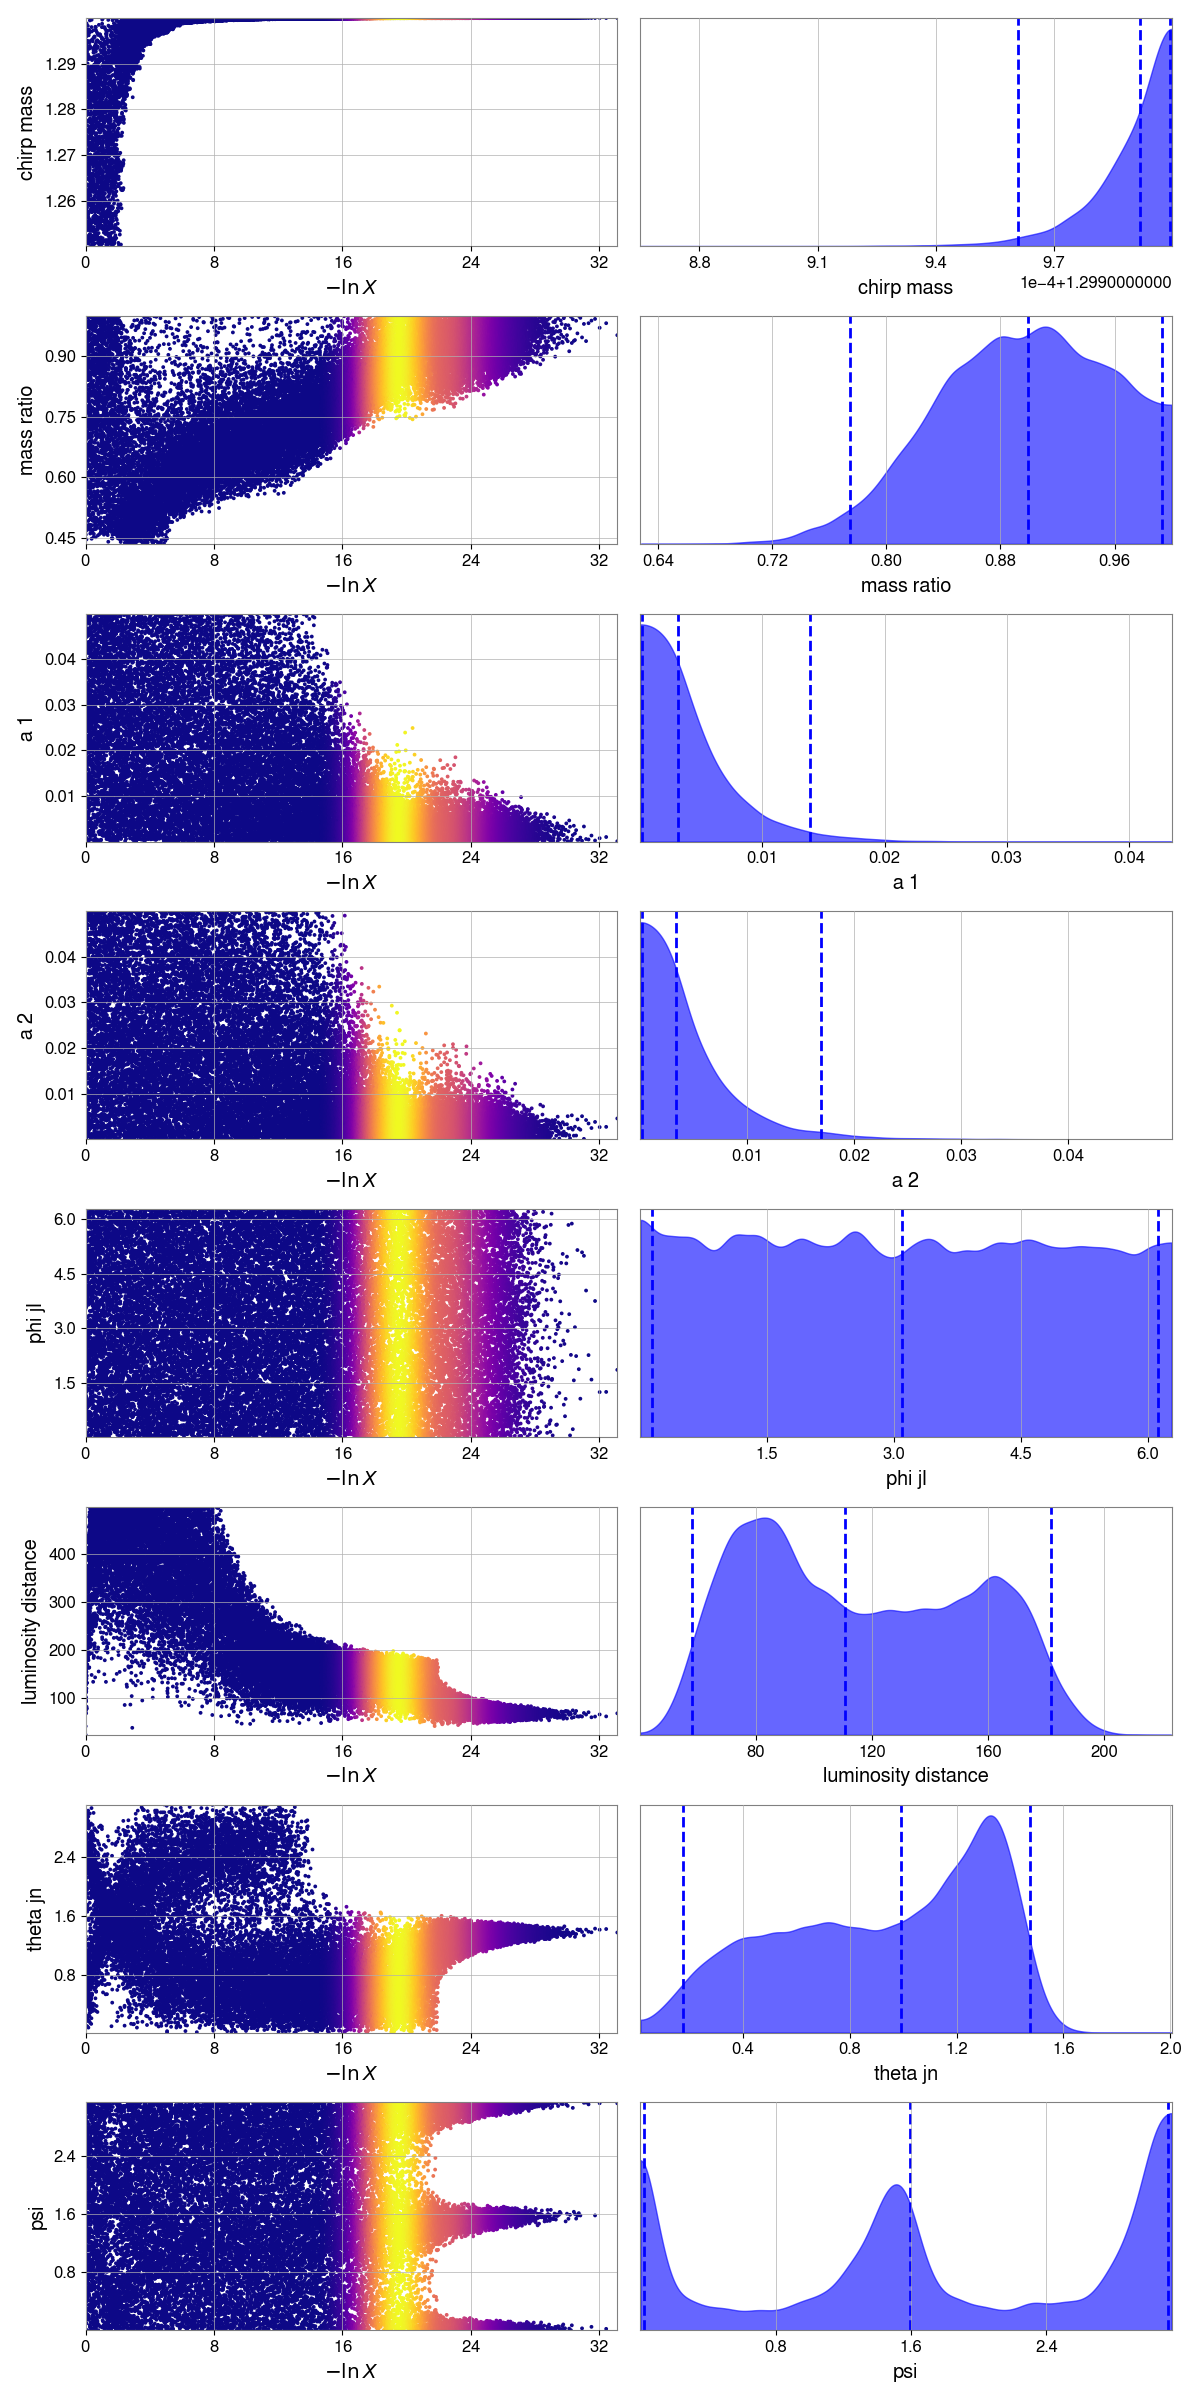 1.29
1.28
1.27
1.26
chirp mass
0 8 16 24 32
−ln X
8.8 9.1 9.4 9.7
1e−4+1.2990000000
chirp mass
0.90
0.75
0.60
0.45
mass ratio
0 8 16 24 32
−ln X
0.64 0.72 0.80 0.88 0.96
mass ratio
0.04
0.03
0.02
0.01
a 1
0 8 16 24 32
−ln X
0.01 0.02 0.03 0.04
a 1
0.04
0.03
0.02
0.01
a 2
0 8 16 24 32
−ln X
0.01 0.02 0.03 0.04
a 2
6.0
4.5
3.0
1.5
phi jl
0 8 16 24 32
−ln X
1.5 3.0 4.5 6.0
phi jl
400
300
200
100
luminosity distance
0 8 16 24 32
−ln X
80 120 160 200
luminosity distance
2.4
1.6
0.8
theta jn
0 8 16 24 32
−ln X
0.4 0.8 1.2 1.6 2.0
theta jn
2.4
1.6
0.8
psi
0 8 16 24 32
−ln X
0.8 1.6 2.4
psi